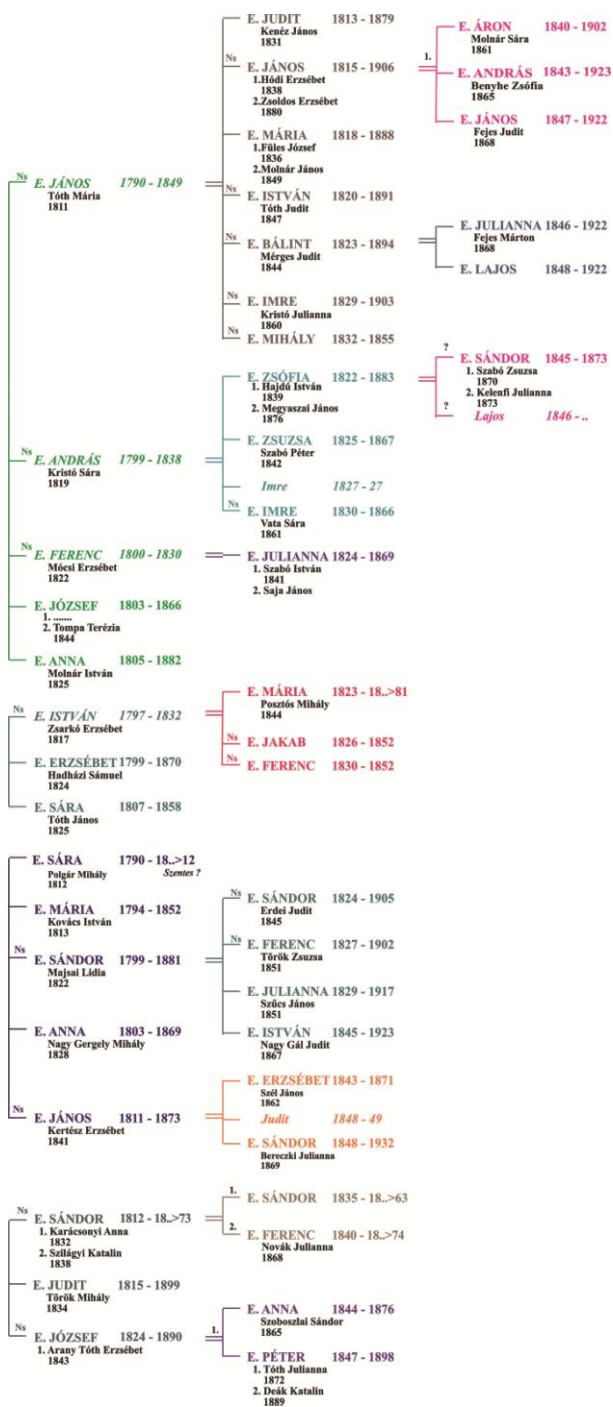 E. JUDIT 1813 - 1879
Kenéz János
1831
Ns
E. JÁNOS 1815 - 1906
1.Hódi Erzsébet
1838
2.Zsoldos Erzsébet
1880
E. MÁRIA 1818 - 1888
1.Füles József
1836
2.Molnár János
1849
Ns
E. ISTVÁN 1820 - 1891
Tóth Judit
1847
Ns
E. BÁLINT 1823 - 1894
Mérges Judit
1844
E. IMRE 1829 - 1903
Kristó Julianna
1860
Ns
E. MIHÁLY 1832 - 1855
1.
E. ÁRON 1840 - 1902
Molnár Sára
1861
E. ANDRÁS 1843 - 1923
Benyhe Zsófia
1865
E. JÁNOS 1847 - 1922
Fejes Judit
1868
E. JULIANNA 1846 - 1922
Fejes Márton
1868
E. LAJOS 1848 - 1922
Ns
E. JÁNOS 1790 - 1849
Tóth Mária
1811
E. ZSÓFIA 1822 - 1883
1. Hajdú István
1839
2. Megyaszai János
1876
E. ZSUZSA 1825 - 1867
Szabó Péter
1842
Imre 1827 - 27
Ns
E. IMRE 1830 - 1866
Vata Sára
1861
?
E. SÁNDOR 1845 - 1873
1. Szabó Zsuzsa
1870
2. Kelenfi Julianna
1873
?
Lajos 1846 - ..
Ns
E. ANDRÁS 1799 - 1838
Kristó Sára
1819
Ns
E. FERENC 1800 - 1830
Mócsi Erzsébet
1822
E. JULIANNA 1824 - 1869
1. Szabó István
1841
2. Saja János
E. JÓZSEF 1803 - 1866
1. .......
2. Tompa Terézia
1844
E. ANNA 1805 - 1882
Molnár István
1825
Ns
E. ISTVÁN 1797 - 1832
Zsarkó Erzsébet
1817
E. ERZSÉBET 1799 - 1870
Hadházi Sámuel
1824
E. SÁRA 1807 - 1858
Tóth János
1825
E. MÁRIA 1823 - 18..>81
Posztós Mihály
1844
Ns
E. JAKAB 1826 - 1852
Ns
E. FERENC 1830 - 1852
E. SÁRA 1790 - 18..>12
Polgár Mihály Szentes ?
1812
E. MÁRIA 1794 - 1852
Kovács István
1813
Ns
E. SÁNDOR 1799 - 1881
Majsai Lidia
1822
E. ANNA 1803 - 1869
Nagy Gergely Mihály
1828
Ns
E. JÁNOS 1811 - 1873
Kertész Erzsébet
1841
Ns
E. SÁNDOR 1824 - 1905
Erdei Judit
1845
Ns
E. FERENC 1827 - 1902
Török Zsuzsa
1851
E. JULIANNA 1829 - 1917
Szűcs János
1851
E. ISTVÁN 1845 - 1923
Nagy Gál Judit
1867
E. ERZSÉBET 1843 - 1871
Szél János
1862
Judit 1848 - 49
E. SÁNDOR 1848 - 1932
Bereczki Julianna
1869
Ns
E. SÁNDOR 1812 - 18..>73
1. Karácsonyi Anna
1832
2. Szilágyi Katalin
1838
E. JUDIT 1815 - 1899
Török Mihály
1834
Ns
E. JÓZSEF 1824 - 1890
1. Arany Tóth Erzsébet
1843
1.
E. SÁNDOR 1835 - 18..>63
2.
E. FERENC 1840 - 18..>74
Novák Julianna
1868
1.
E. ANNA 1844 - 1876
Szoboszlai Sándor
1865
E. PÉTER 1847 - 1898
1. Tóth Julianna
1872
2. Deák Katalin
1889